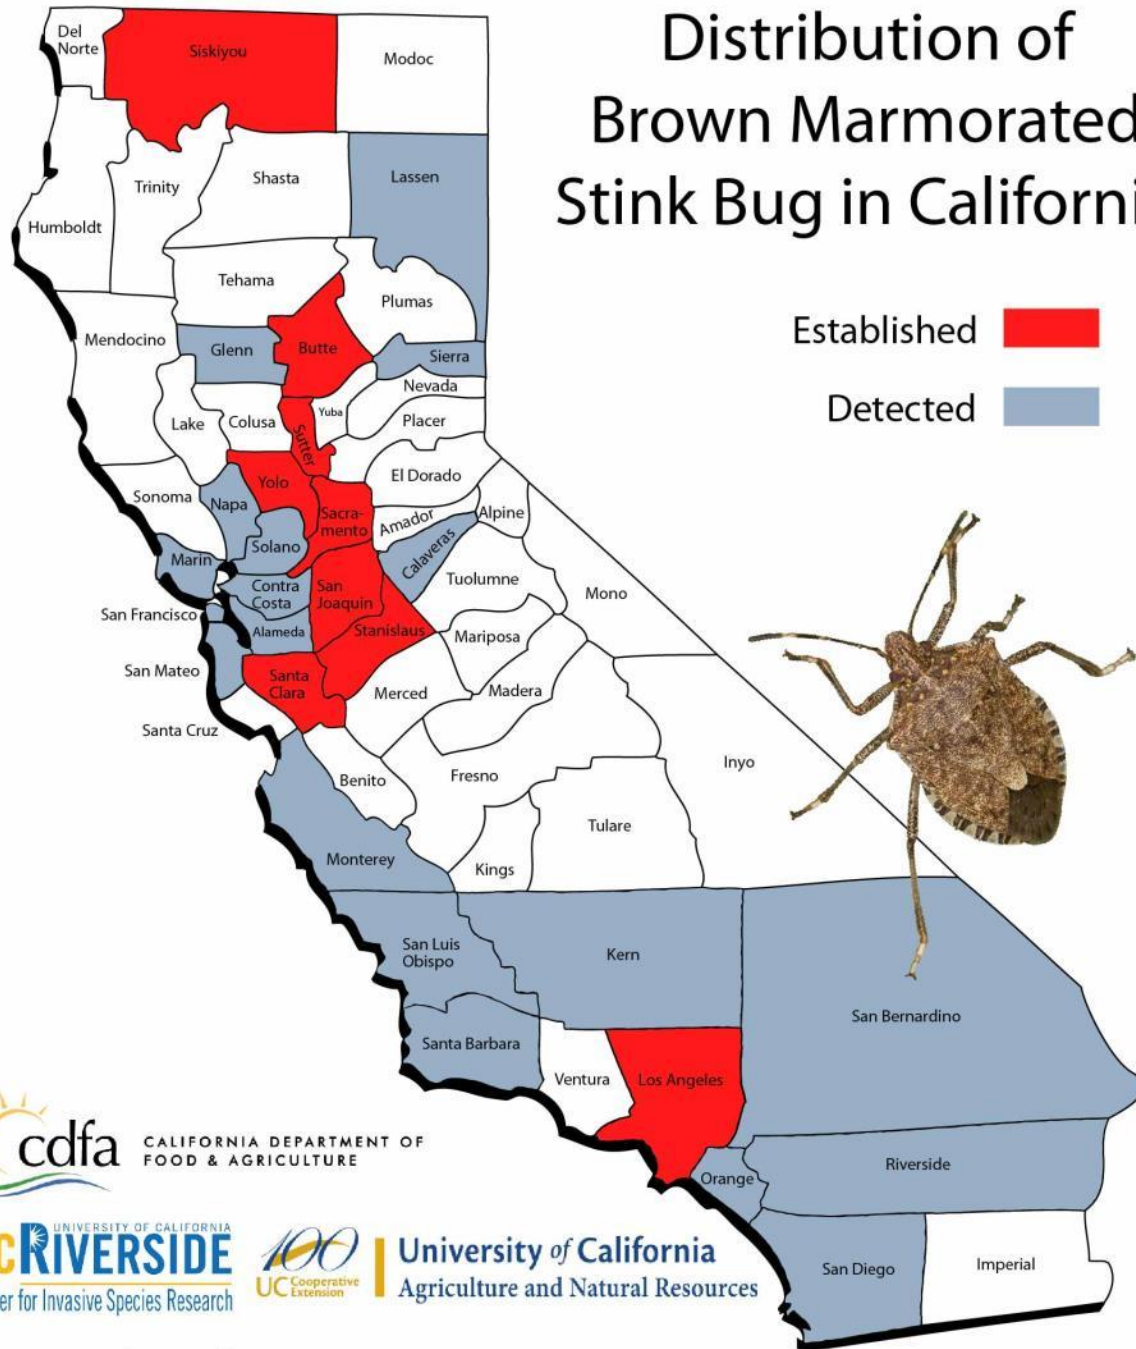 Distribution of
Brown Marmorated
Stink Bug in Californi
Established
Detected
Del
Norte
Siskiyou
Modoc
Humboldt
Trinity
Shasta
Lassen
Tehama
Plumas
Mendocino
Glenn
Butte
Sierra
Nevada
Lake
Colusa
Sutter
Yuba
Placer
El Dorado
Sonoma
Napa
Yolo
Sacra-
mento
Amador
Alpine
Marin
Solano
Calaveras
Contra
Costa
San
Joaquin
Tuolumne
Mono
San Francisco
Alameda
Stanislaus
Mariposa
San Mateo
Santa
Clara
Merced
Madera
Santa Cruz
Benito
Fresno
Inyo
Tulare
Kings
Monterey
San Luis
Obispo
Kern
San Bernardino
Santa Barbara
Ventura
Los Angeles
Orange
Riverside
San Diego
Imperial
cdfa
CALIFORNIA DEPARTMENT OF
FOOD & AGRICULTURE
UNIVERSITY OF CALIFORNIA
CRIVERSIDE
er for Invasive Species Research
100
UC Cooperative
Extension
University of California
Agriculture and Natural Resources